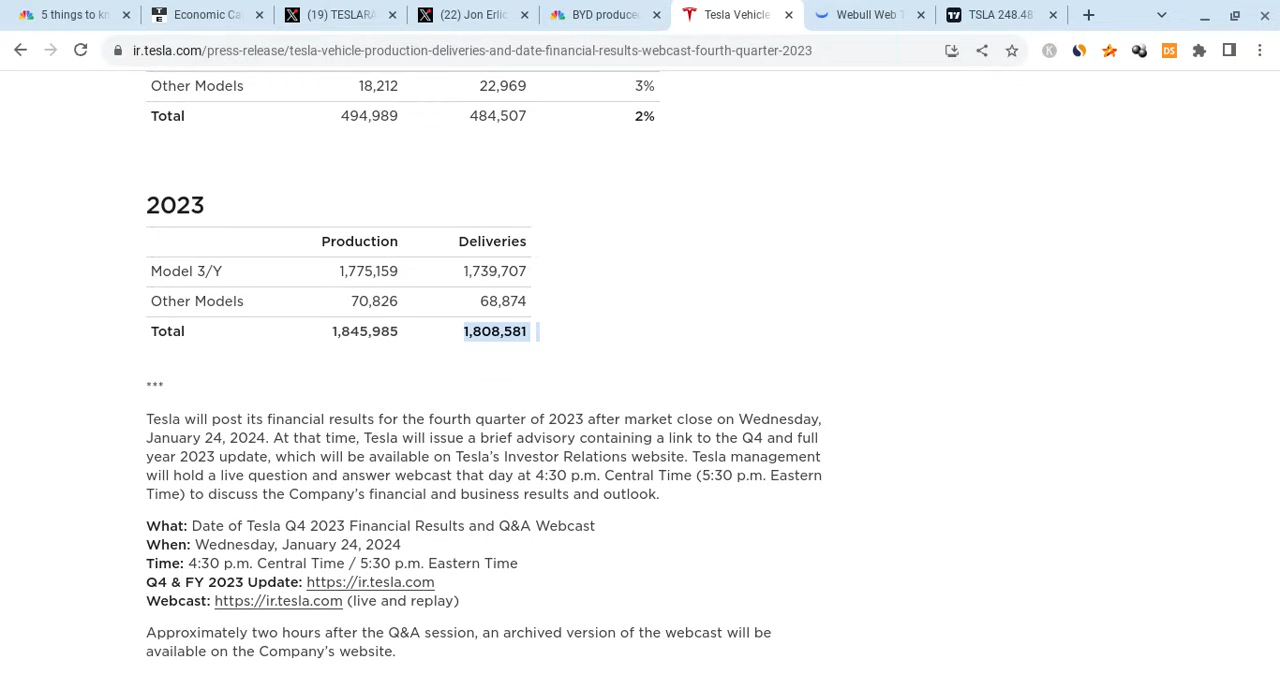 5 things to kn
Economic Ca
(19) TESLARA
(22) Jon Erlic
BYD produce
Tesla Vehicle
Webull Web T
TSLA 248.48
ir.tesla.com/press-release/tesla-vehicle-production-deliveries-and-date-financial-results-webcast-fourth-quarter-2023
Other Models 18,212 22,969 3%
Total 494,989 484,507 2%
2023
Production Deliveries
Model 3/Y 1,775,159 1,739,707
Other Models 70,826 68,874
Total 1,845,985 1,808,581
***
Tesla will post its financial results for the fourth quarter of 2023 after market close on Wednesday,
January 24, 2024. At that time, Tesla will issue a brief advisory containing a link to the Q4 and full
year 2023 update, which will be available on Tesla’s Investor Relations website. Tesla management
will hold a live question and answer webcast that day at 4:30 p.m. Central Time (5:30 p.m. Eastern
Time) to discuss the Company’s financial and business results and outlook.
What: Date of Tesla Q4 2023 Financial Results and Q&A Webcast
When: Wednesday, January 24, 2024
Time: 4:30 p.m. Central Time / 5:30 p.m. Eastern Time
Q4 & FY 2023 Update: https://ir.tesla.com
Webcast: https://ir.tesla.com (live and replay)
Approximately two hours after the Q&A session, an archived version of the webcast will be
available on the Company’s website.